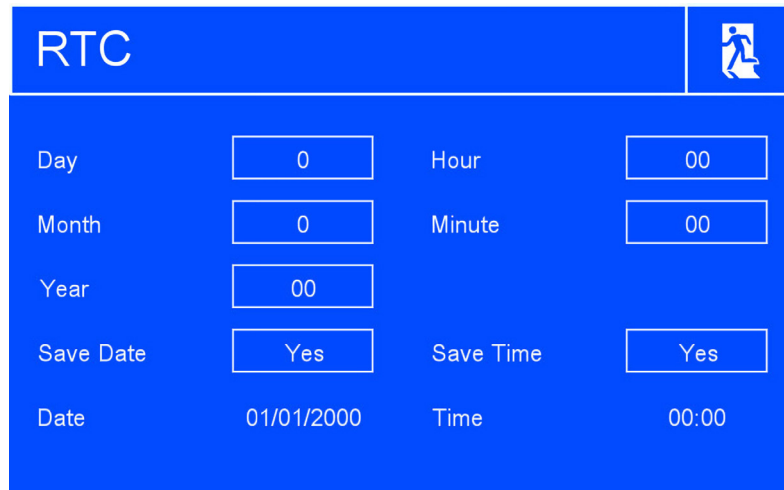 RTC
Day 0 Hour 00
Month 0 Minute 00
Year 00
Save Date Yes Save Time Yes
Date 01/01/2000 Time 00:00